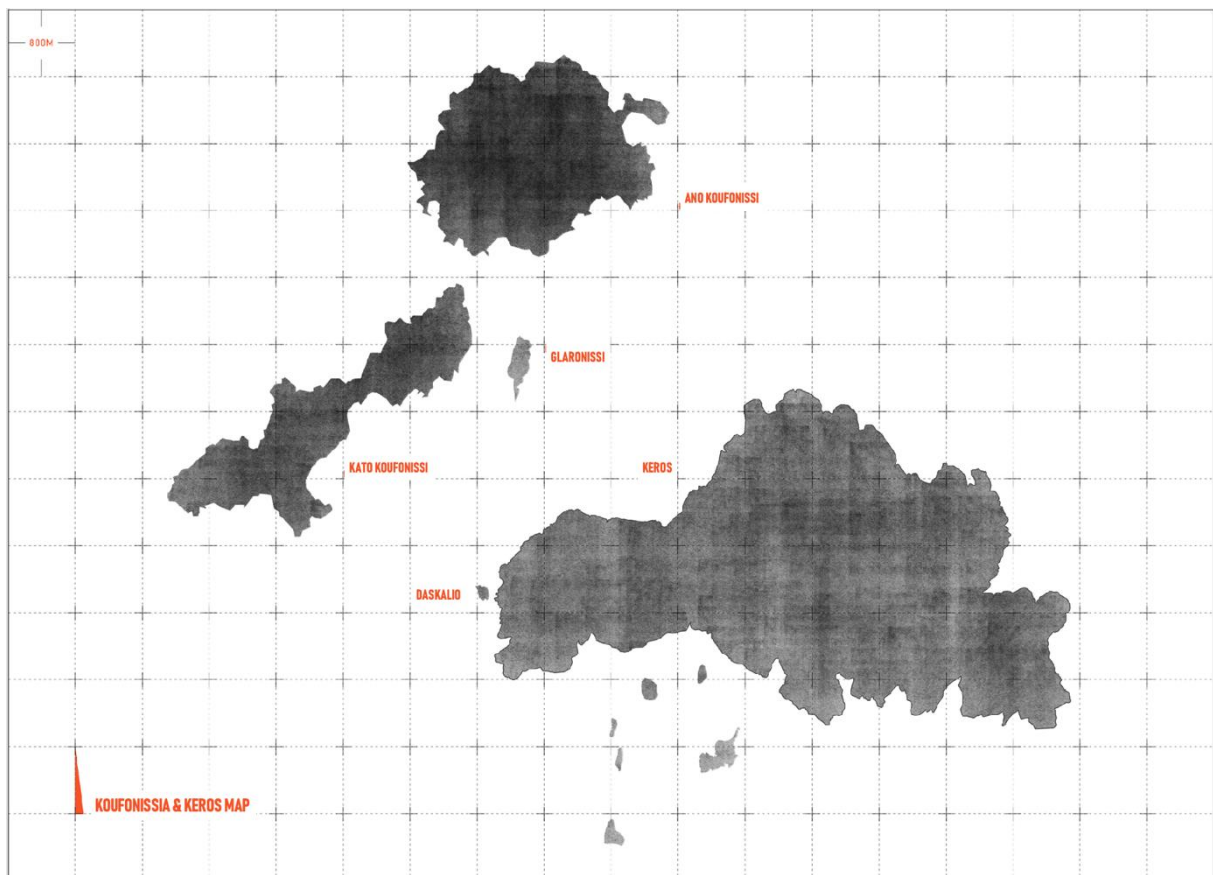 800M
ANO KOUFONISSI
GLARONISSI
KATO KOUFONISSI
KEROS
DASKALIO
KOUFONISSIA & KEROS MAP